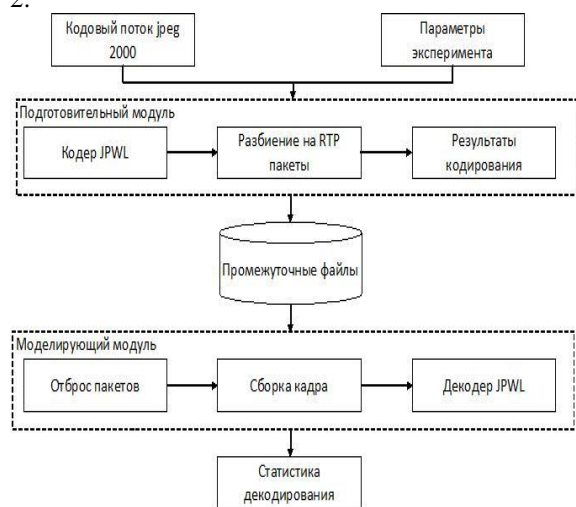 2.
Кодовый поток jpeg
2000
Параметры
эксперимента
Подготовительный модуль
Кодер JPWL
Разбиение на RTP
пакеты
Результаты
кодирования
Промежуточные файлы
Моделирующий модуль
Отброс пакетов
Сборка кадра
Декодер JPWL
Статистика
декодирования